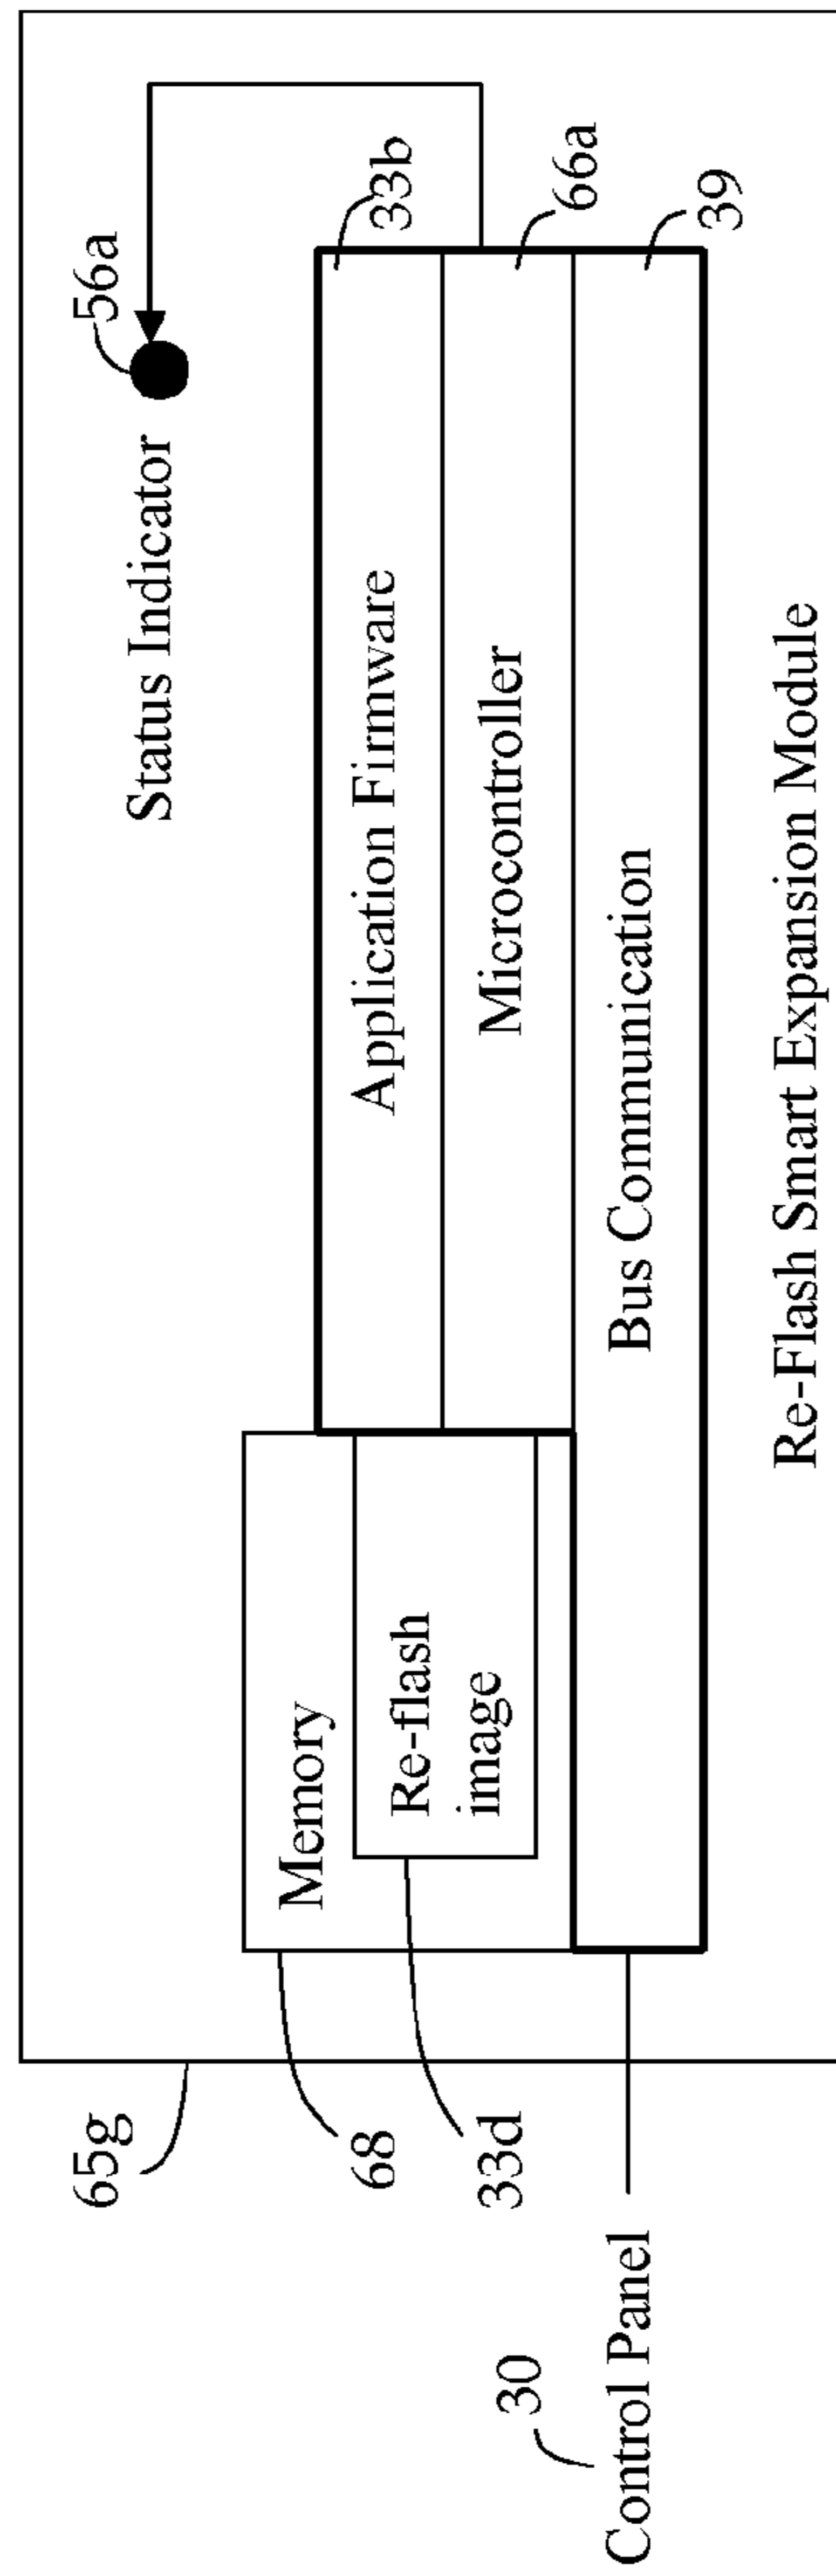 56a
Status Indicator
33b
Application Firmware
66a
Microcontroller
39
Bus Communication
Memory
Re-flash
image
65g
68
33d
30
Control Panel
Re-Flash Smart Expansion Module